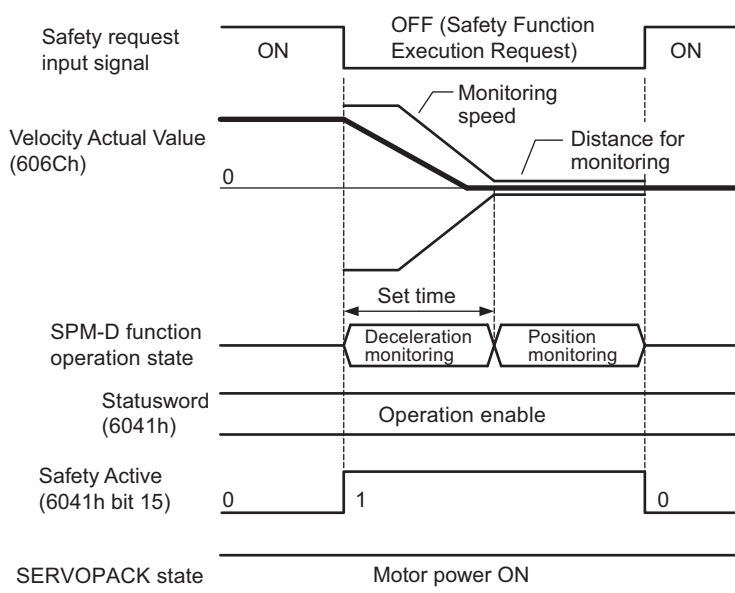 Safety request
input signal
ON
OFF (Safety Function
Execution Request)
ON
Monitoring
speed
Velocity Actual Value
(606Ch)
Distance for
monitoring
0
Set time
SPM-D function
operation state
Deceleration
monitoring
Position
monitoring
Statusword
(6041h)
Operation enable
Safety Active
(6041h bit 15)
0
1
0
SERVOPACK state
Motor power ON